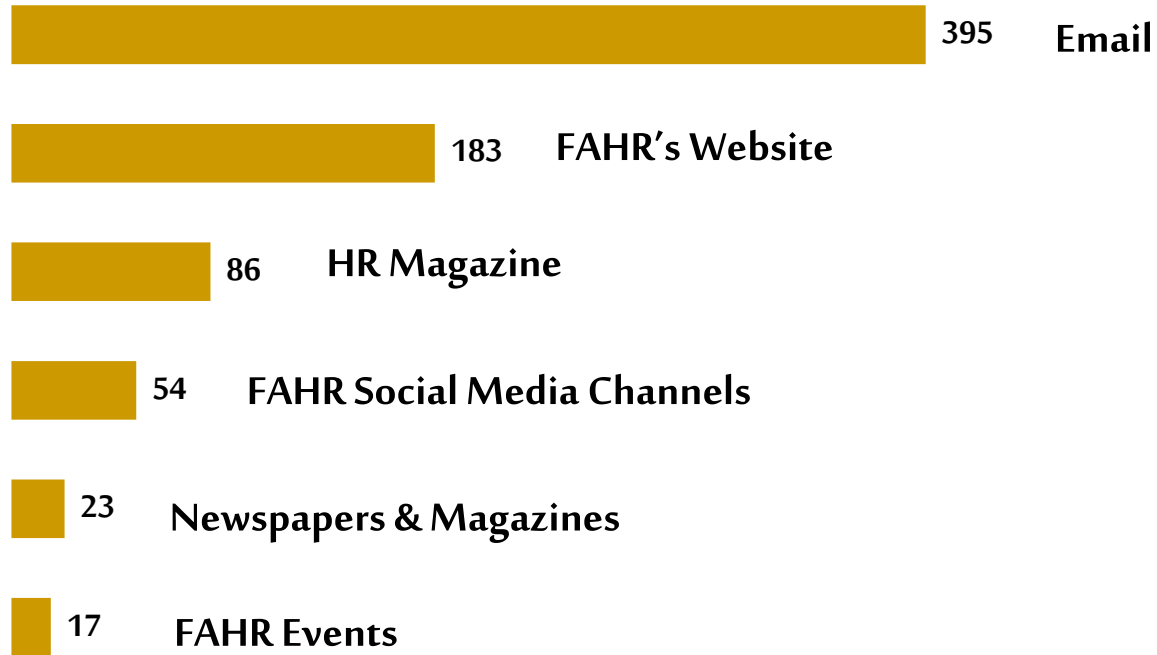 395 Email
183 FAHR’s Website
86 HR Magazine
54 FAHR Social Media Channels
23 Newspapers & Magazines
17 FAHR Events